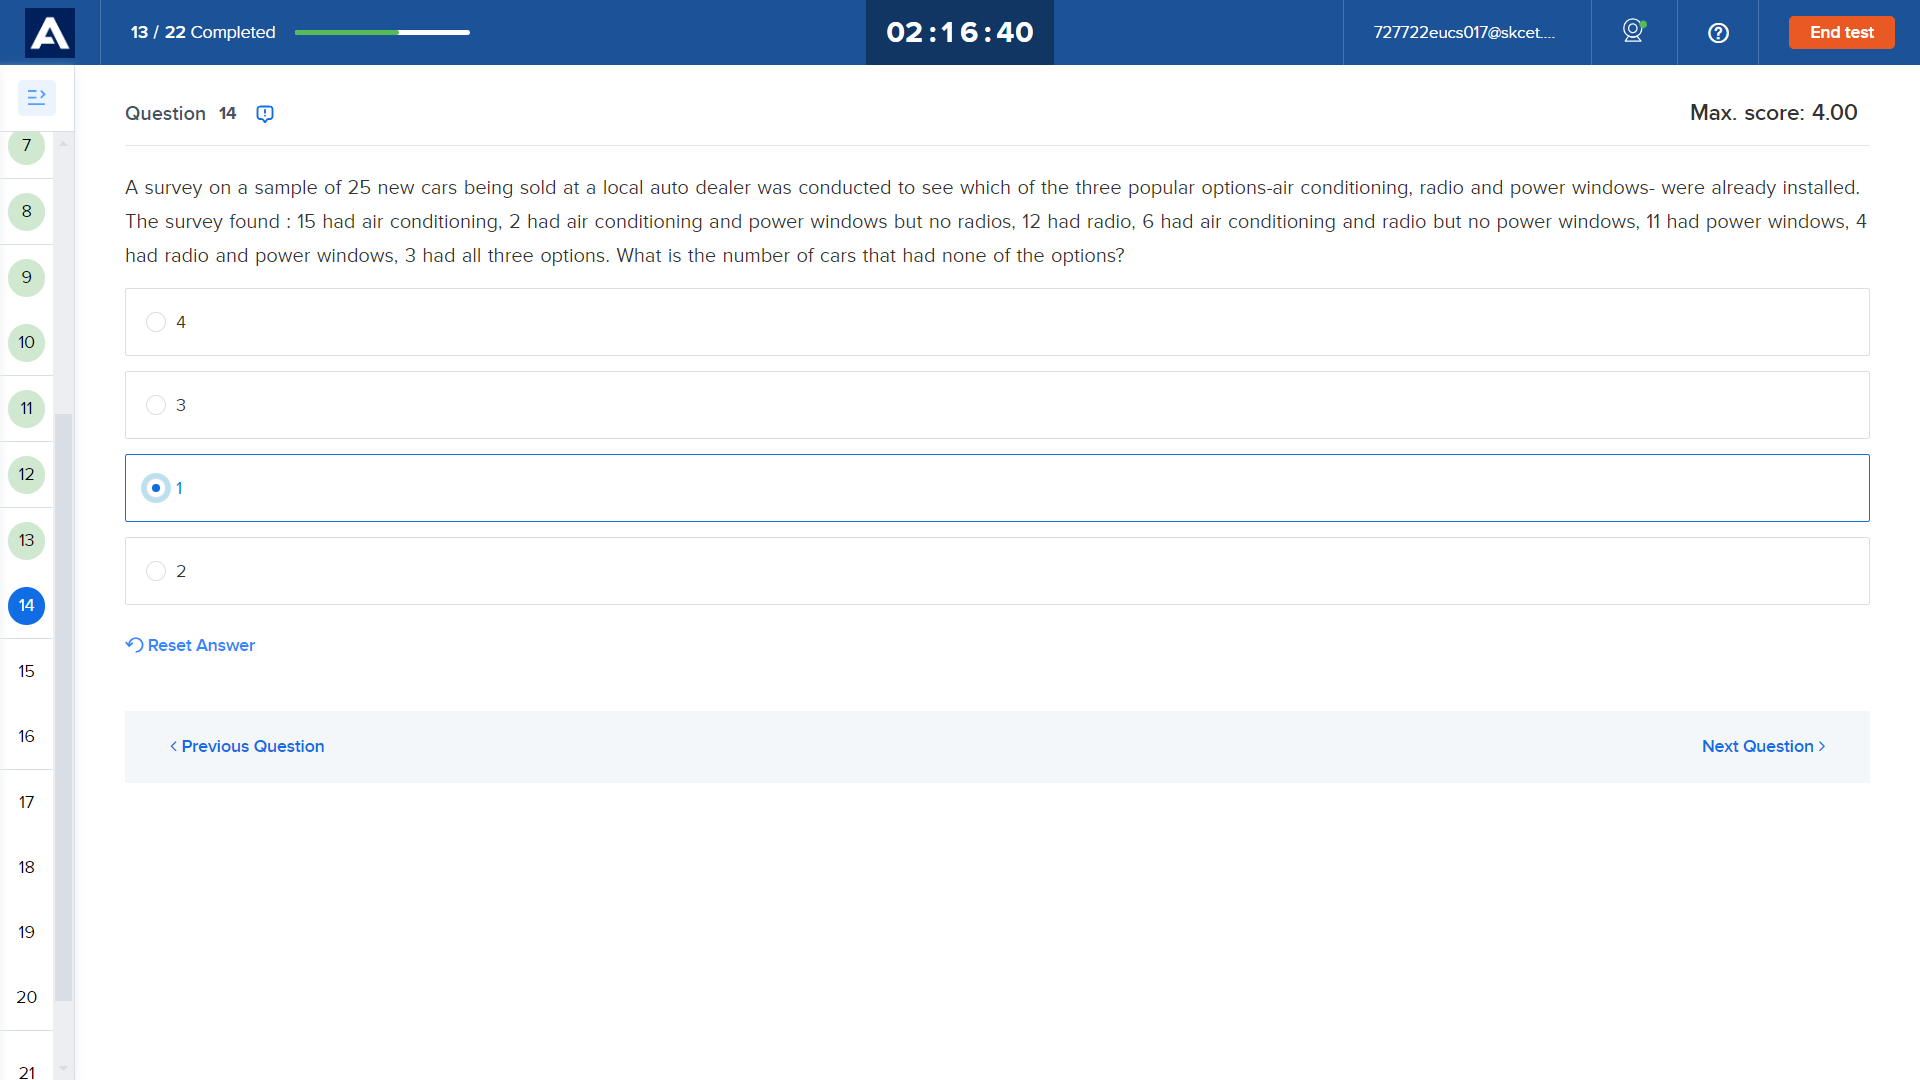 13 / 22 Completed
02:16:40
727722eucs017@skcet....
End test
7
8
9
10
11
12
13
14
15
16
17
18
19
20
21
Question 14
Max. score: 4.00
A survey on a sample of 25 new cars being sold at a local auto dealer was conducted to see which of the three popular options-air conditioning, radio and power windows- were already installed.
The survey found : 15 had air conditioning, 2 had air conditioning and power windows but no radios, 12 had radio, 6 had air conditioning and radio but no power windows, 11 had power windows, 4
had radio and power windows, 3 had all three options. What is the number of cars that had none of the options?
4
3
1
2
Reset Answer
< Previous Question
Next Question >